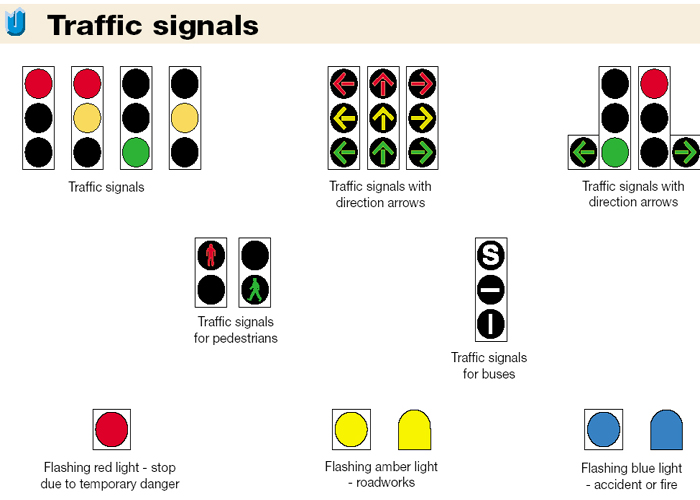 Traffic signals
Traffic signals
Traffic signals with
direction arrows
Traffic signals with
direction arrows
Traffic signals
for pedestrians
S
Traffic signals
for buses
Flashing red light - stop
due to temporary danger
Flashing amber light
- roadworks
Flashing blue light
- accident or fire